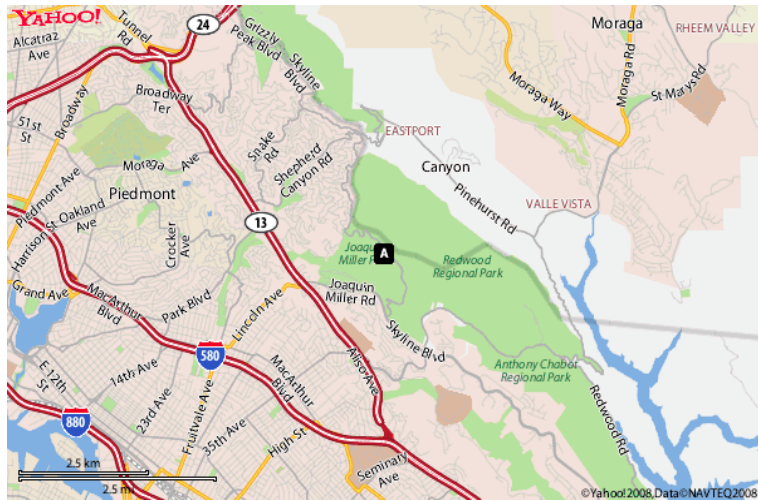 YAHOO!
Tunnel
Rd
24
Grizzly
Peak Blvd
Skyline
Blvd
Moraga
RHEEM VALLEY
Alcatraz
Ave
Broadway
Ter
Broadway
51st
St
Moraga Way
Moraga Rd
St Marys Rd
Snake
Rd
Shepherd
Canyon Rd
EASTPORT
Canyon
Moraga Ave
Piedmont
Pinehurst Rd
VALLE VISTA
Piedmont Ave
Oakland
Ave
Harrison St
Crocker
Ave
13
A
Redwood
Regional Park
Joaquin
Miller Rd
Grand Ave
MacArthur
Blvd
Park Blvd
Lincoln Ave
Skyline Blvd
580
Aliso Ave
MacArthur
Blvd
Anthony Chabot
Regional Park
E 12th
St
14th Ave
23rd Ave
Fruitvale Ave
35th Ave
High St
Redwood Rd
880
Seminary
Ave
2.5 km
2.5 mi
©Yahoo!2008,Data©NAVTEQ2008